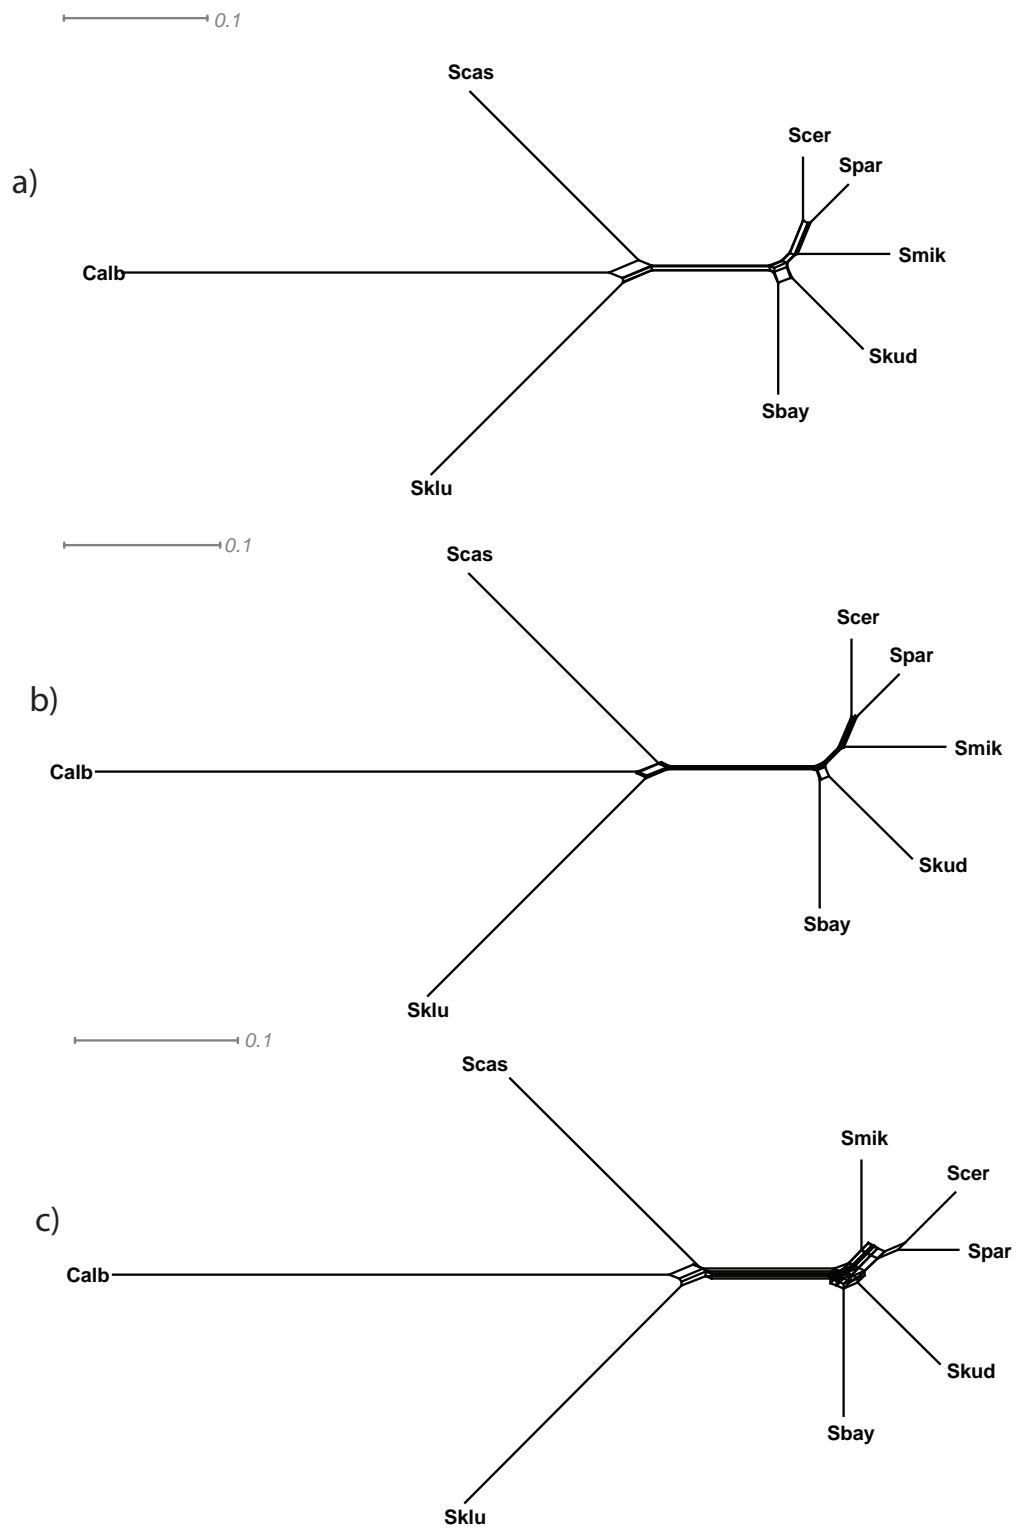 0.1
Scas
Scer
Spar
a)
Smik
Calb
Skud
Sbay
Sklu
0.1
Scas
Scer
Spar
b)
Smik
Calb
Skud
Sbay
Sklu
0.1
Scas
Smik
Scer
c)
Spar
Calb
Skud
Sbay
Sklu